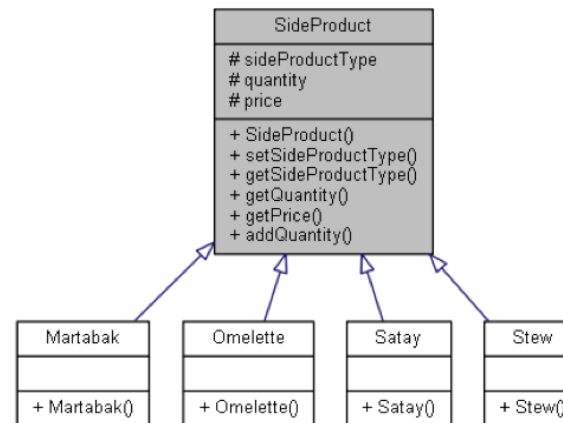 SideProduct
# sideProductType
# quantity
# price
+ SideProduct()
+ setSideProductType()
+ getSideProductType()
+ getQuantity()
+ getPrice()
+ addQuantity()
Martabak
+ Martabak()
Omelette
+ Omelette()
Satay
+ Satay()
Stew
+ Stew()